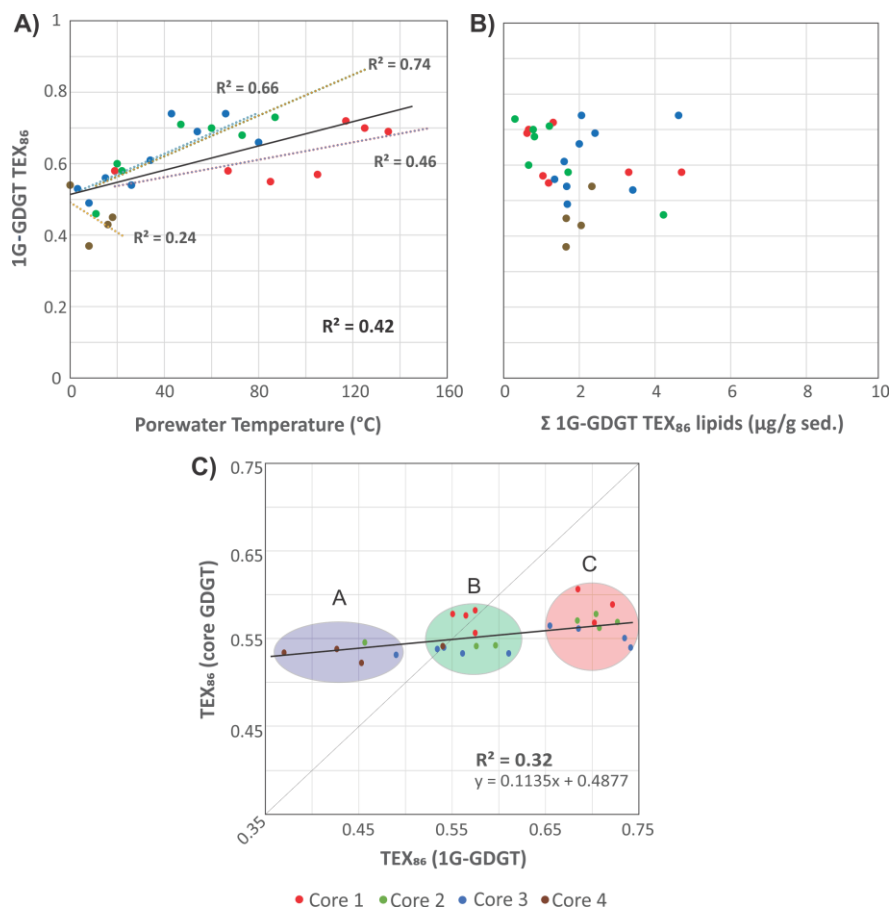 A)
1
0.8
0.6
0.4
0.2
0
1G-GDGT TEX₈₆
R² = 0.74
R² = 0.66
R² = 0.46
R² = 0.24
R² = 0.42
0 40 80 120 160
Porewater Temperature (°C)
B)
0 2 4 6 8 10
Σ 1G-GDGT TEX₈₆ lipids (µg/g sed.)
C)
0.75
0.65
0.55
0.45
0.35
TEX₈₆ (core GDGT)
A
B
C
R² = 0.32
y = 0.1135x + 0.4877
0.45 0.55 0.65 0.75
TEX₈₆ (1G-GDGT)
Core 1 Core 2 Core 3 Core 4